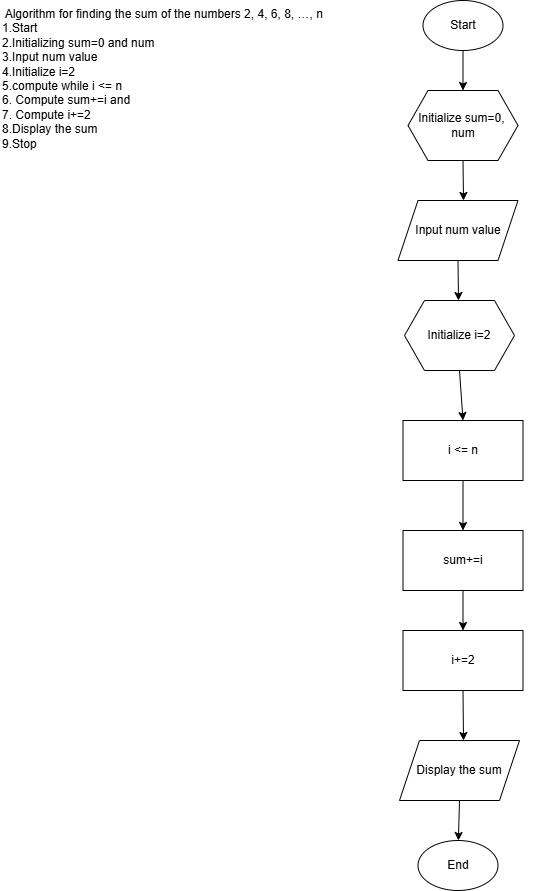 Algorithm for finding the sum of the numbers 2, 4, 6, 8, ..., n
1.Start
2.Initializing sum=0 and num
3.Input num value
4.Initialize i=2
5.compute while i <= n
6. Compute sum+=i and
7. Compute i+=2
8.Display the sum
9.Stop
Start
Initialize sum=0,
num
Input num value
Initialize i=2
i <= n
sum+=i
i+=2
Display the sum
End